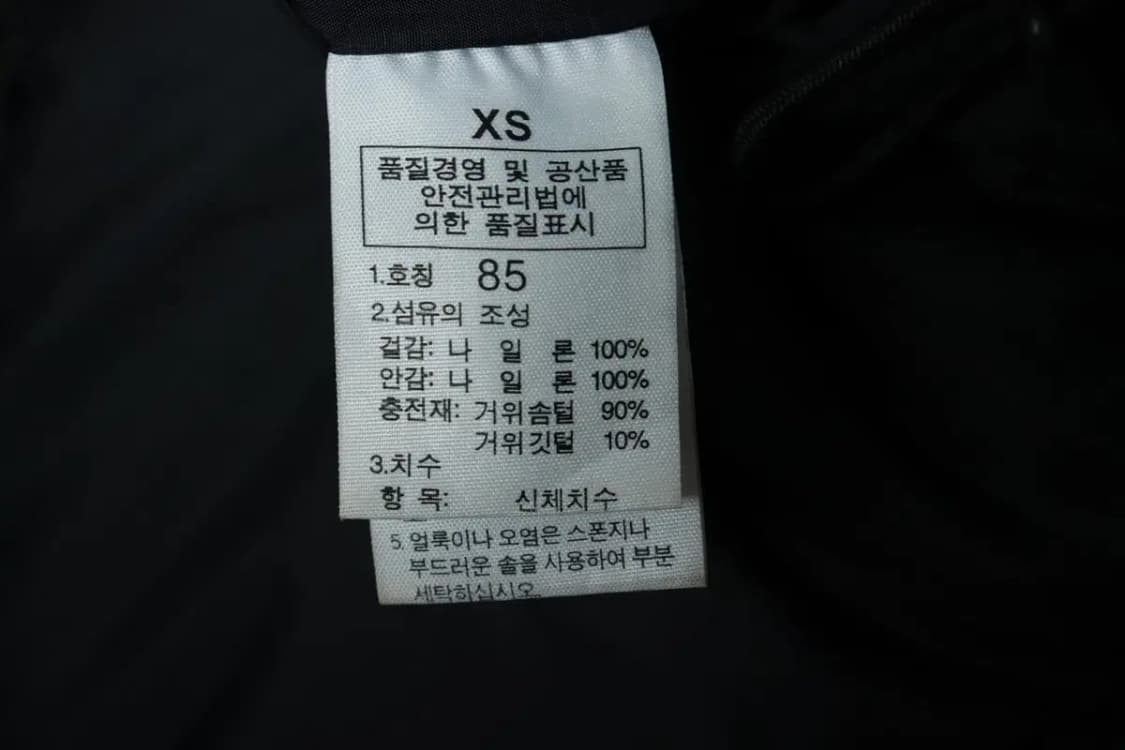 XS
품질경영 및 공산품
안전관리법에
의한 품질표시
1.호칭 85
2.섬유의 조성
걸감: 나 일 론 100%
안감: 나 일 론 100%
충전재: 거위솜털 90%
거위깃털 10%
3.치수
항 목: 신체치수
5. 얼룩이나 오염은 스폰지나
부드러운 솔을 사용하여 부분
세탁하십시오.